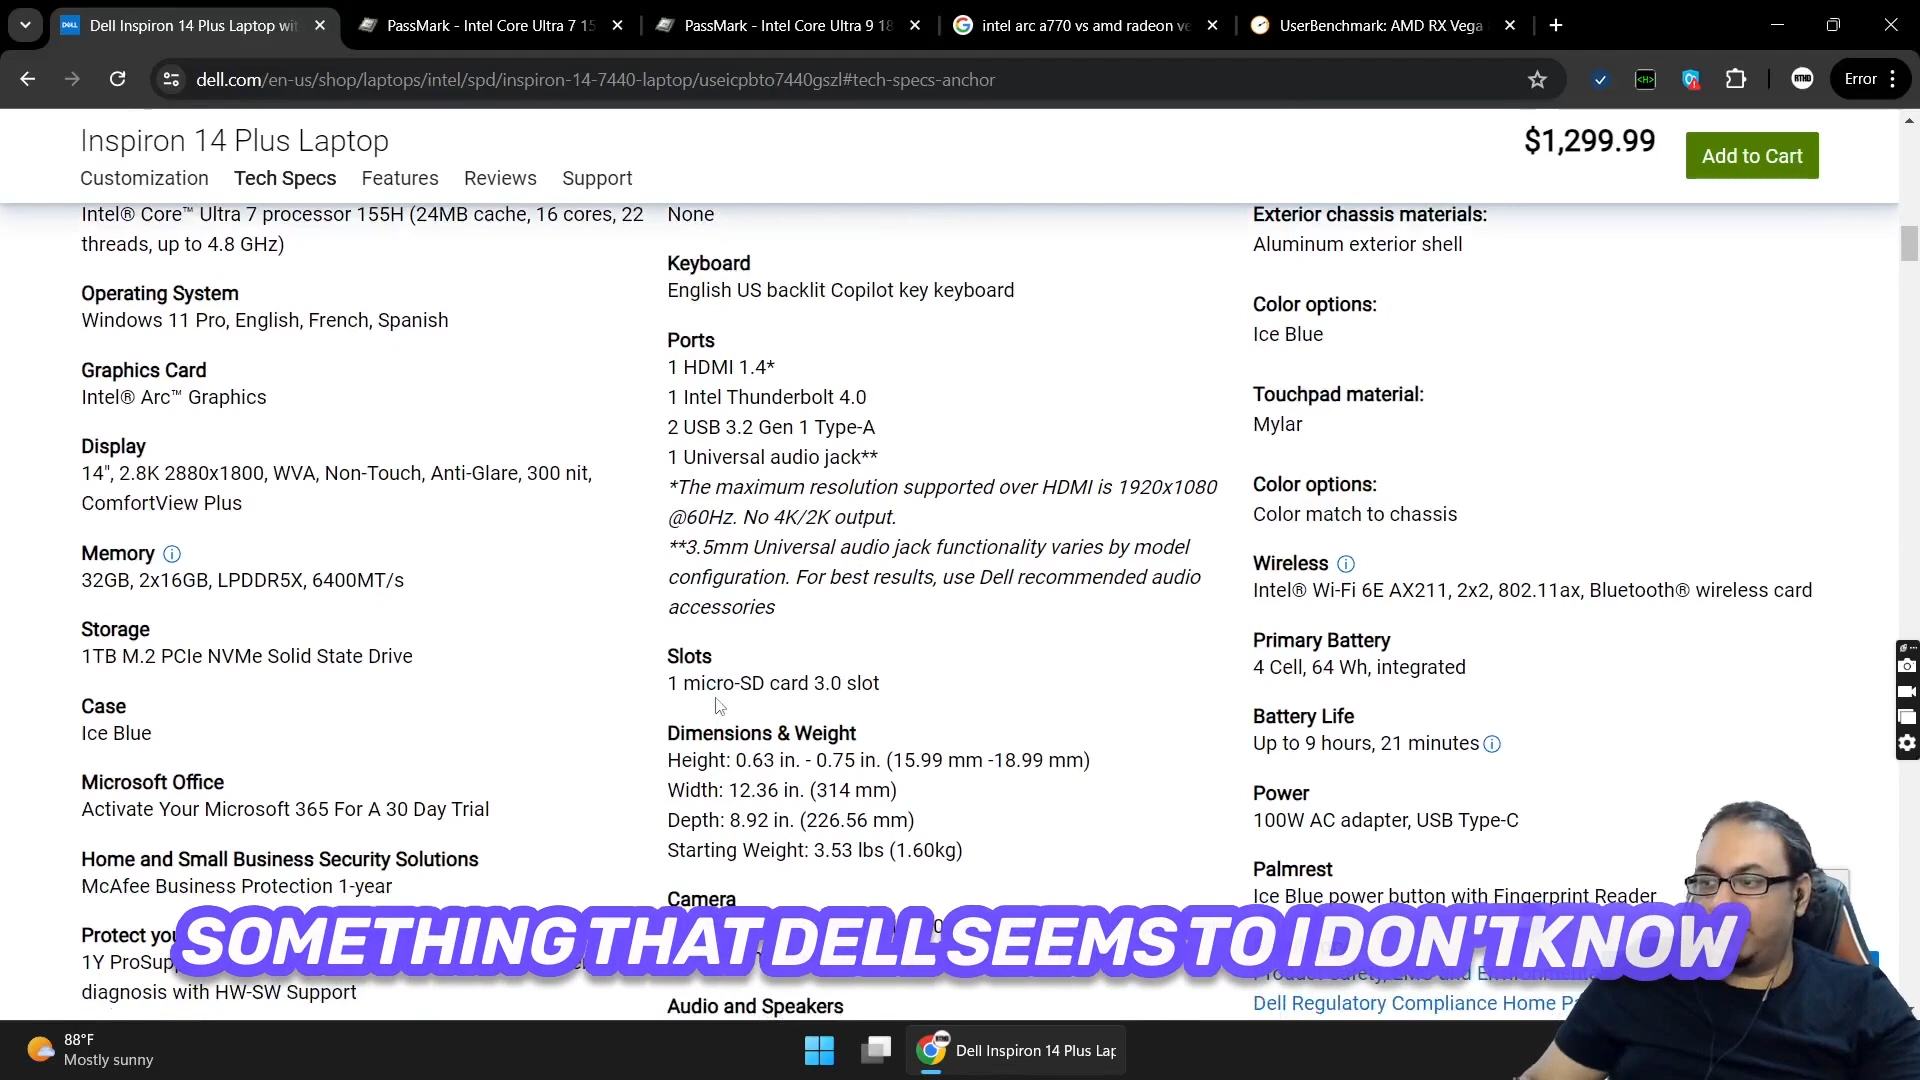 Dell Inspiron 14 Plus Laptop wit
PassMark - Intel Core Ultra 7 15
PassMark - Intel Core Ultra 9 18
intel arc a770 vs amd radeon ve
UserBenchmark: AMD RX Vega
dell.com/en-us/shop/laptops/intel/spd/inspiron-14-7440-laptop/useicpbto7440gszl#tech-specs-anchor
Error
Inspiron 14 Plus Laptop
$1,299.99
Add to Cart
Customization Tech Specs Features Reviews Support
Intel® Core™ Ultra 7 processor 155H (24MB cache, 16 cores, 22
threads, up to 4.8 GHz)
Operating System
Windows 11 Pro, English, French, Spanish
Graphics Card
Intel® Arc™ Graphics
Display
14", 2.8K 2880x1800, WVA, Non-Touch, Anti-Glare, 300 nit,
ComfortView Plus
Memory
32GB, 2x16GB, LPDDR5X, 6400MT/s
Storage
1TB M.2 PCIe NVMe Solid State Drive
Case
Ice Blue
Microsoft Office
Activate Your Microsoft 365 For A 30 Day Trial
Home and Small Business Security Solutions
McAfee Business Protection 1-year
Protect you
1Y ProSup
diagnosis with HW-SW Support
None
Keyboard
English US backlit Copilot key keyboard
Ports
1 HDMI 1.4*
1 Intel Thunderbolt 4.0
2 USB 3.2 Gen 1 Type-A
1 Universal audio jack**
*The maximum resolution supported over HDMI is 1920x1080
@60Hz. No 4K/2K output.
**3.5mm Universal audio jack functionality varies by model
configuration. For best results, use Dell recommended audio
accessories
Slots
1 micro-SD card 3.0 slot
Dimensions & Weight
Height: 0.63 in. - 0.75 in. (15.99 mm -18.99 mm)
Width: 12.36 in. (314 mm)
Depth: 8.92 in. (226.56 mm)
Starting Weight: 3.53 lbs (1.60kg)
Camera
Audio and Speakers
Exterior chassis materials:
Aluminum exterior shell
Color options:
Ice Blue
Touchpad material:
Mylar
Color options:
Color match to chassis
Wireless
Intel® Wi-Fi 6E AX211, 2x2, 802.11ax, Bluetooth® wireless card
Primary Battery
4 Cell, 64 Wh, integrated
Battery Life
Up to 9 hours, 21 minutes
Power
100W AC adapter, USB Type-C
Palmrest
Ice Blue power button with Fingerprint Reader
Dell Regulatory Compliance Home Pa
SOMETHING THAT DELL SEEMS TO I DON'T KNOW
88°F
Mostly sunny
Dell Inspiron 14 Plus Lap